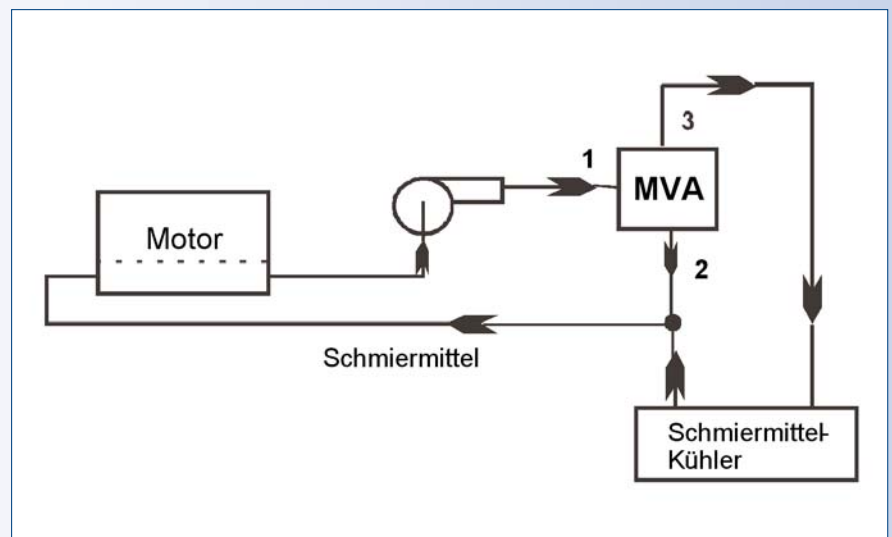 3
1
MVA
Motor
2
Schmiermittel
Schmiermittel-
Kühler